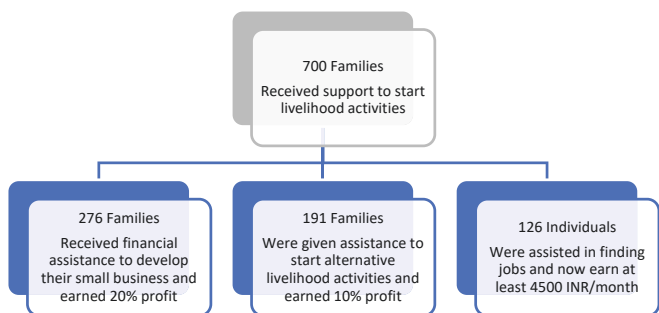 700 Families
Received support to start
livelihood activities
276 Families
Received financial
assistance to develop
their small business and
earned 20% profit
191 Families
Were given assistance to
start alternative
livelihood activities and
earned 10% profit
126 Individuals
Were assisted in finding
jobs and now earn at
least 4500 INR/month